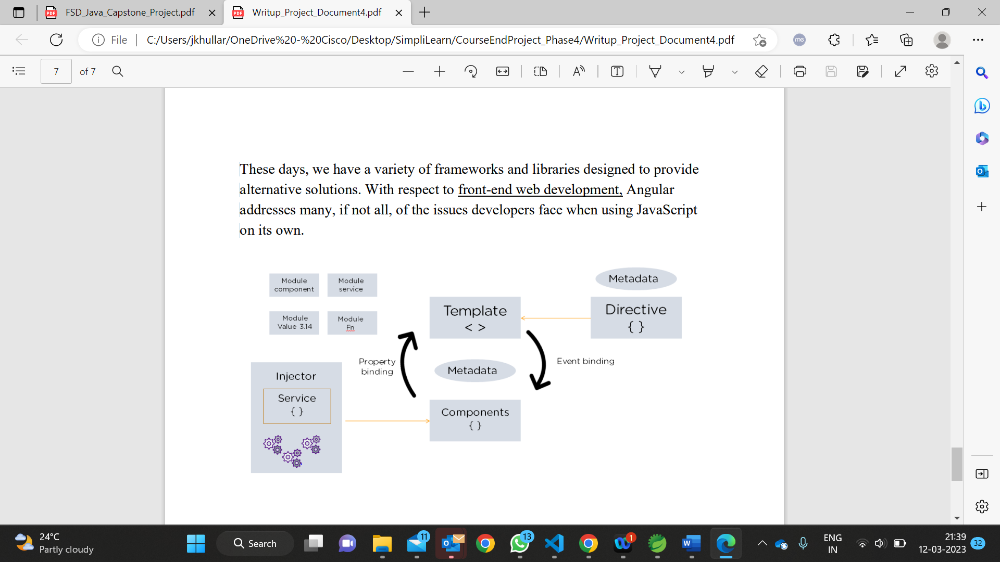 FSD_Java_Capstone_Project.pdf
Writup_Project_Document4.pdf
File
C:/Users/jkhullar/OneDrive%20-%20Cisco/Desktop/SimpliLearn/CourseEndProject_Phase4/Writup_Project_Document4.pdf
me
7 of 7
These days, we have a variety of frameworks and libraries designed to provide
alternative solutions. With respect to front-end web development, Angular
addresses many, if not all, of the issues developers face when using JavaScript
on its own.
Module
component
Module
service
Module
Value 3.14
Module
Fn
Metadata
Template
< >
Directive
{ }
Property
binding
Metadata
Event binding
Injector
Service
{ }
Components
{ }
24°C
Partly cloudy
Search
11
13
1
ENG
IN
21:39
12-03-2023
32